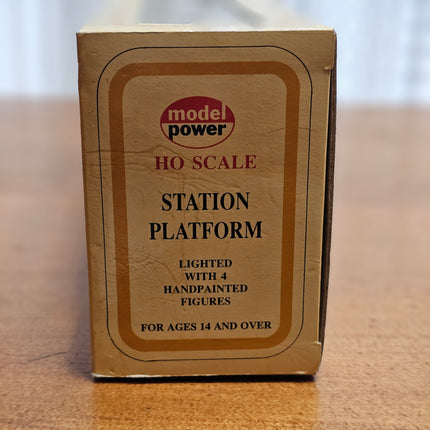 model
power
HO SCALE
STATION
PLATFORM
LIGHTED
WITH 4
HANDPAINTED
FIGURES
FOR AGES 14 AND OVER